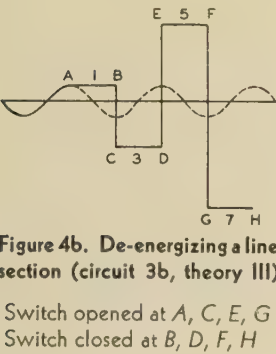 E 5 F
A 1 B
C 3 D
G 7 H
Figure 4b. De-energizing a line
section (circuit 3b, theory III)
Switch opened at A, C, E, G
Switch closed at B, D, F, H